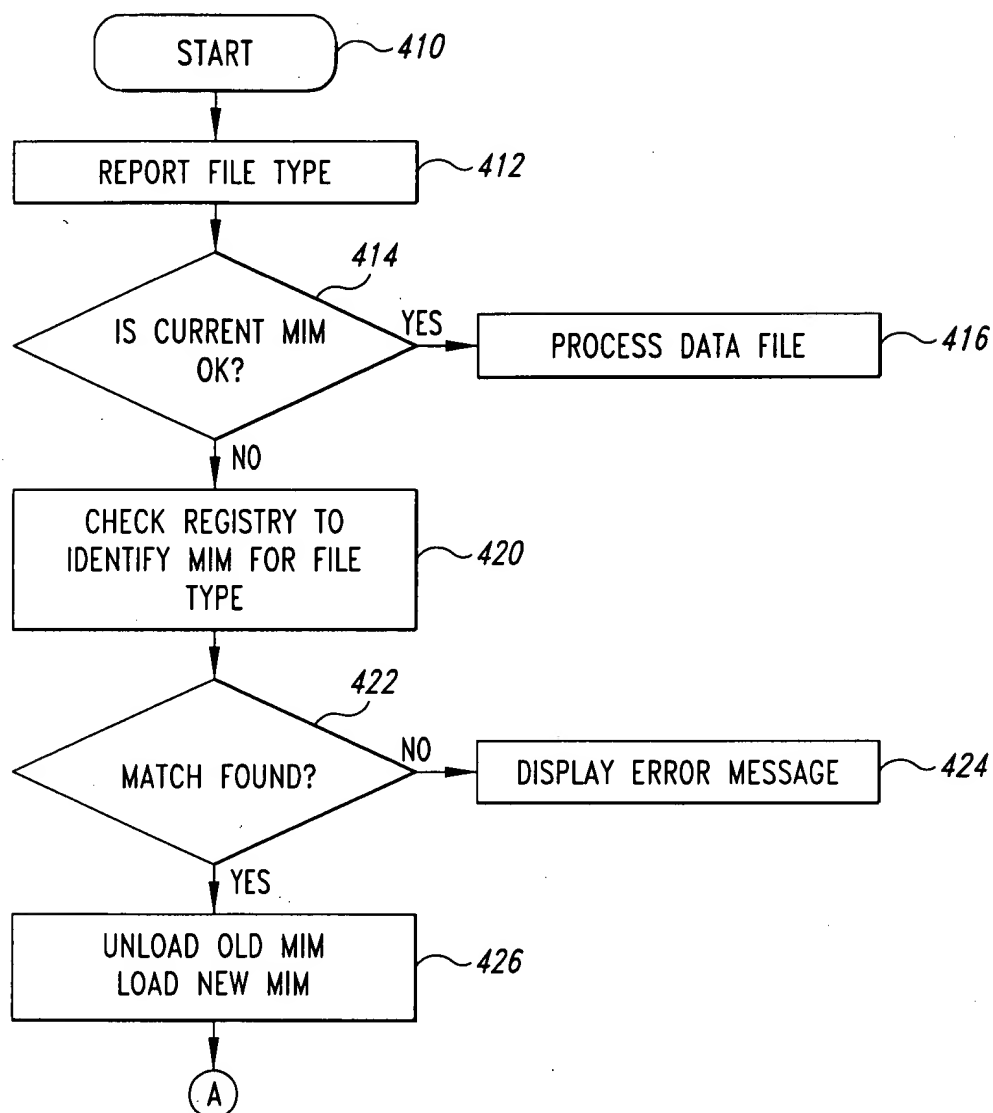 START
410
REPORT FILE TYPE
412
414
IS CURRENT MIM
OK?
YES
PROCESS DATA FILE
416
NO
CHECK REGISTRY TO
IDENTIFY MIM FOR FILE
TYPE
420
422
MATCH FOUND?
NO
DISPLAY ERROR MESSAGE
424
YES
UNLOAD OLD MIM
LOAD NEW MIM
426
A